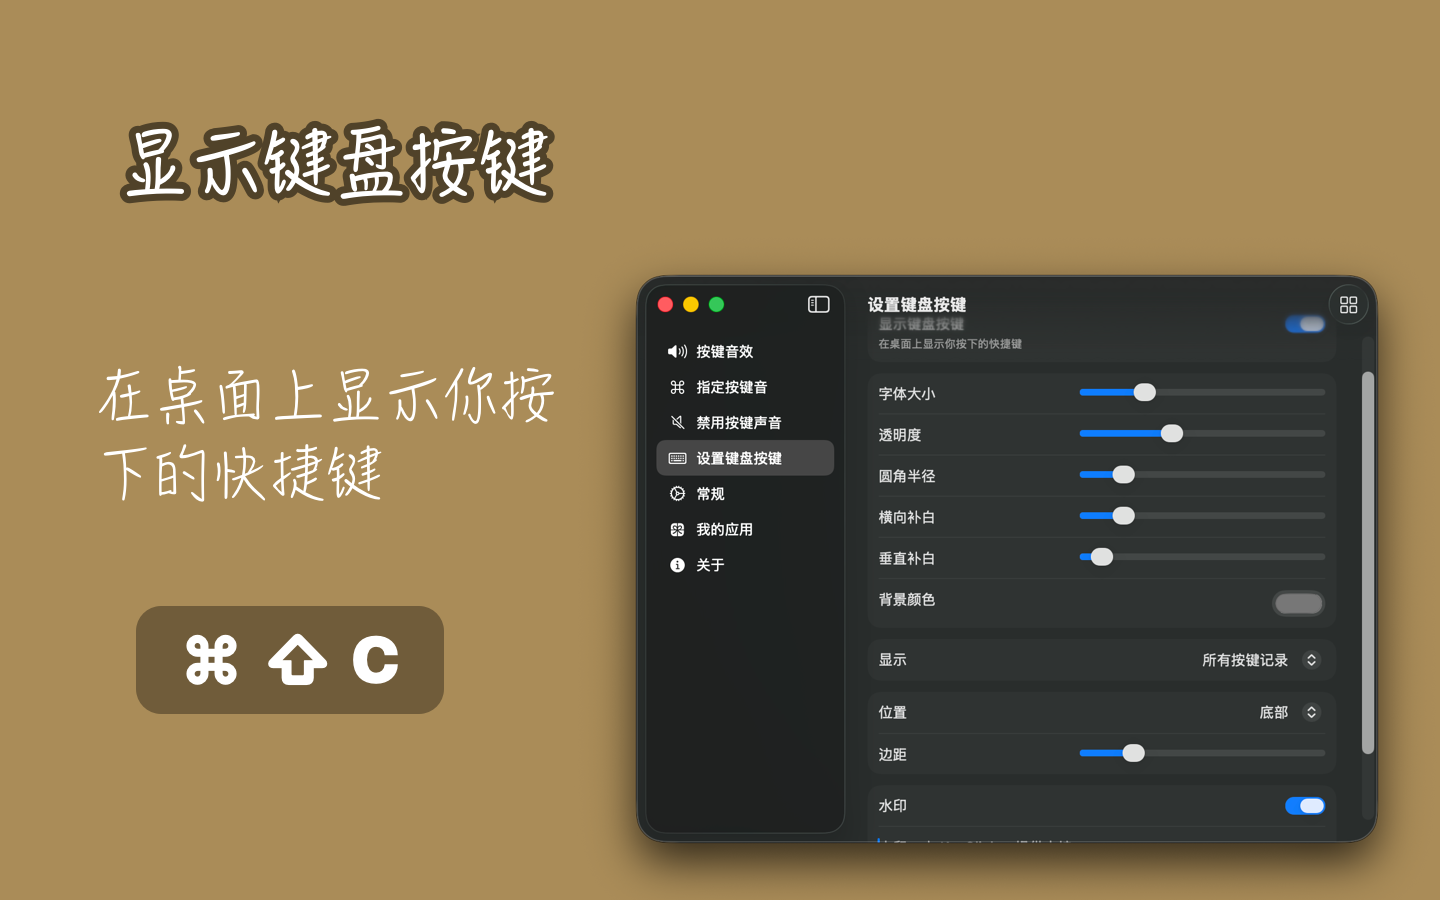 显示键盘按键
在桌面上显示你按
下的快捷键
⌘ ⇧ C
按键音效
指定按键音
禁用按键声音
设置键盘按键
常规
我的应用
关于
设置键盘按键
显示键盘按键
在桌面上显示你按下的快捷键
字体大小
透明度
圆角半径
横向补白
垂直补白
背景颜色
显示 所有按键记录
位置 底部
边距
水印